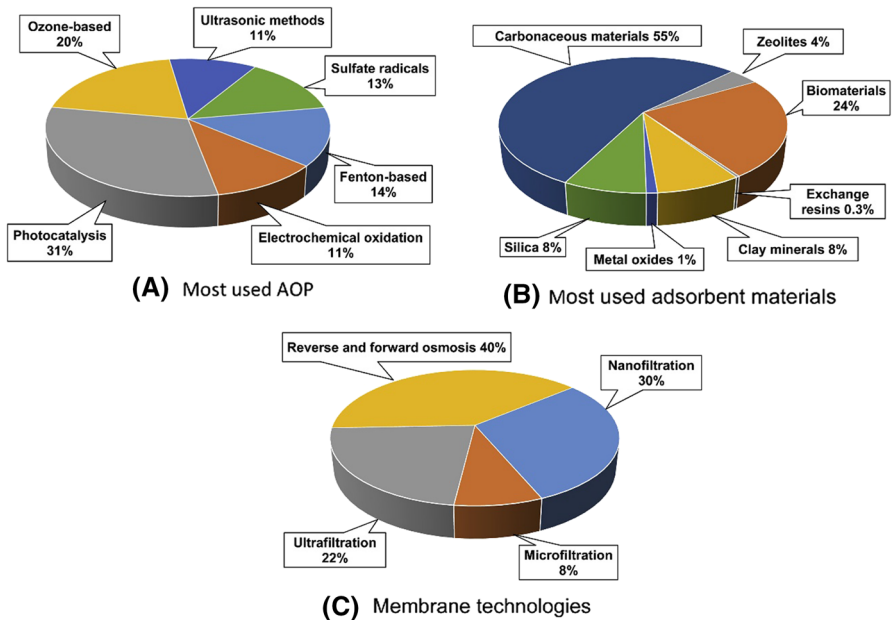 Ozone-based
20%
Ultrasonic methods
11%
Sulfate radicals
13%
Fenton-based
14%
Electrochemical oxidation
11%
Photocatalysis
31%
(A) Most used AOP
Carbonaceous materials 55%
Zeolites 4%
Biomaterials
24%
Exchange
resins 0.3%
Clay minerals 8%
Metal oxides 1%
Silica 8%
(B) Most used adsorbent materials
Reverse and forward osmosis 40%
Nanofiltration
30%
Microfiltration
8%
Ultrafiltration
22%
(C) Membrane technologies